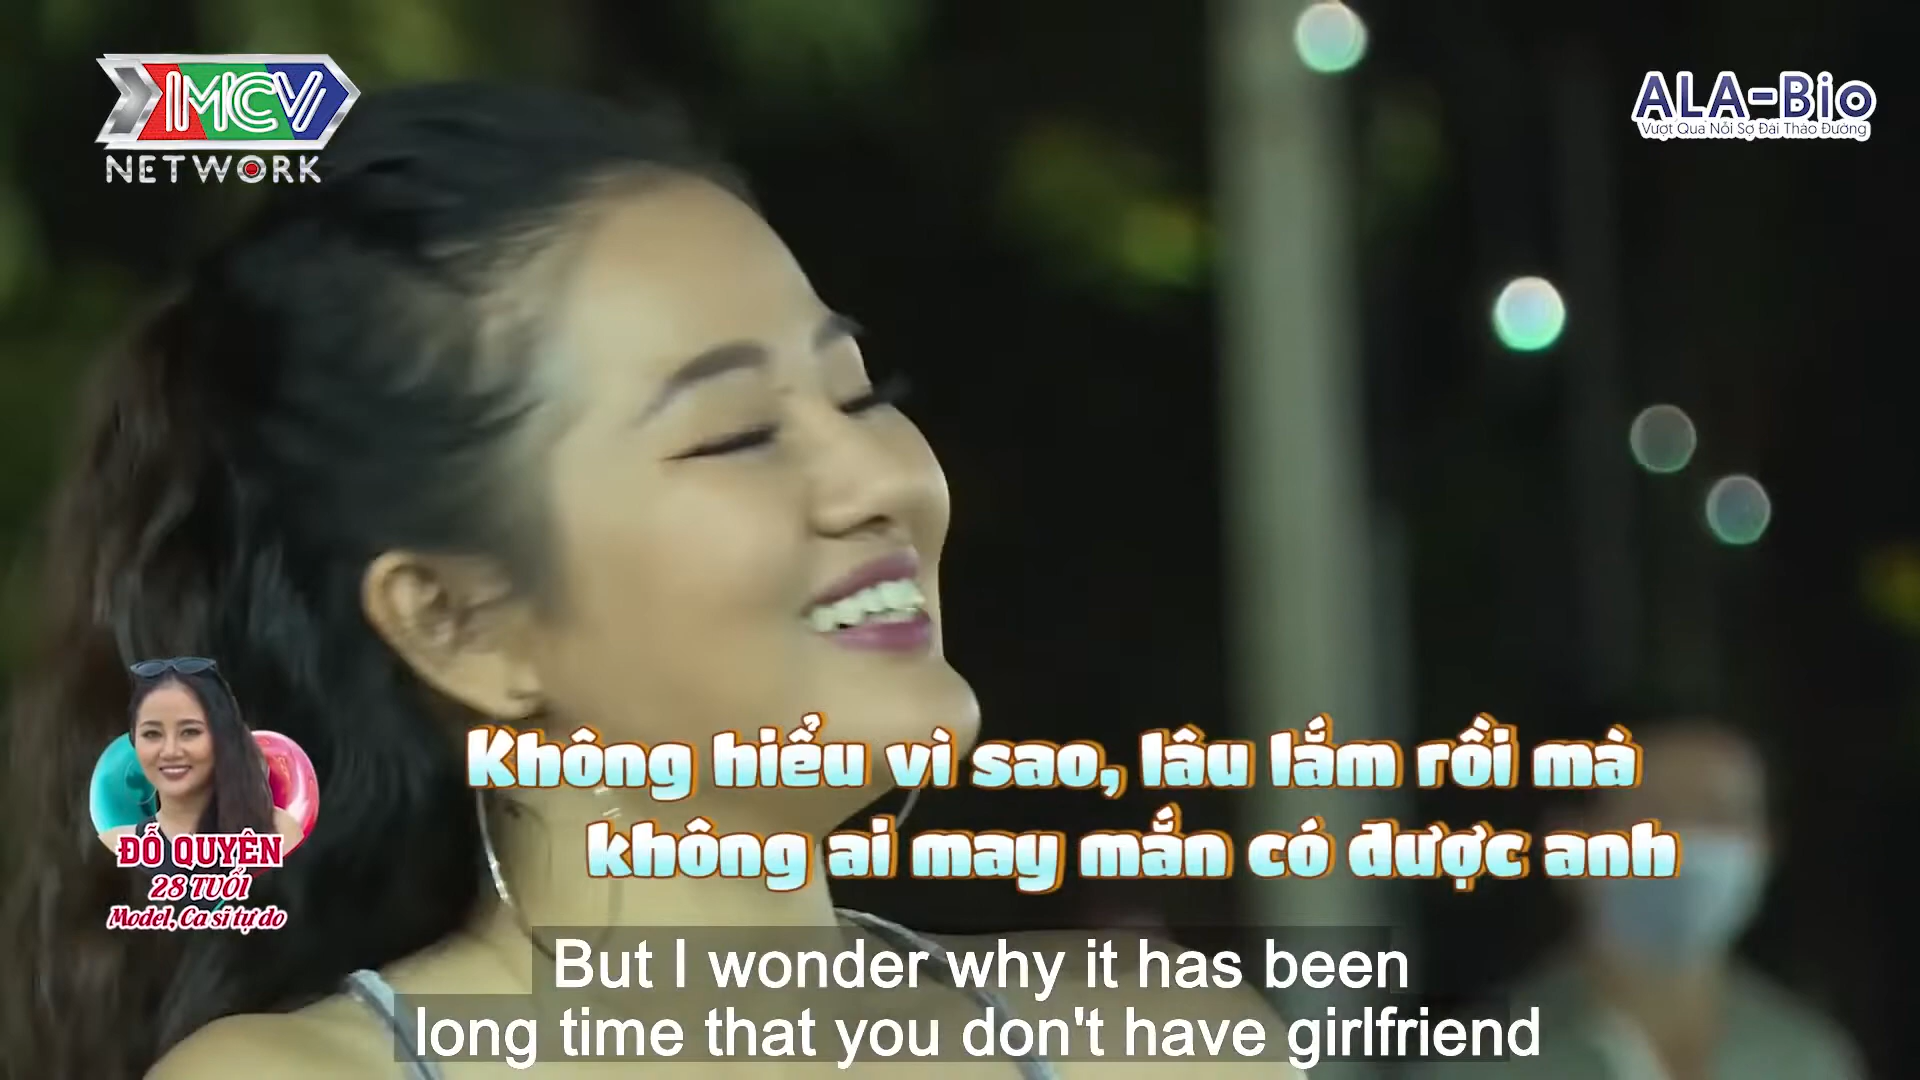 MCV
NETWORK
ALA-Bio
Vượt Qua Nỗi Sợ Đái Tháo Đường
Không hiểu vì sao, lâu lắm rồi mà
không ai may mắn có được anh
ĐỖ QUYÊN
28 TUỔI
Model, Ca sĩ tự do
But I wonder why it has been
long time that you don't have girlfriend